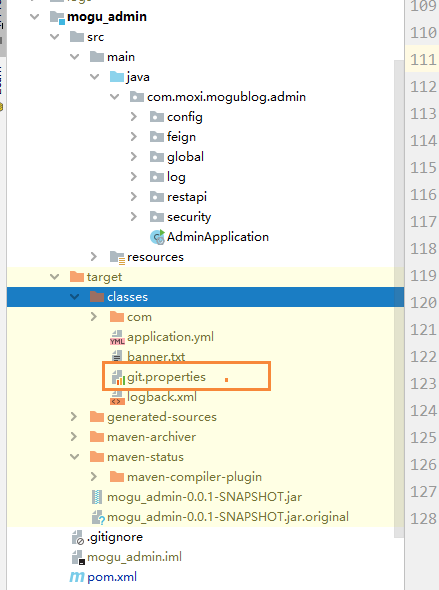 mogu_admin
src
main
java
com.moxi.mogublog.admin
config
feign
global
log
restapi
security
AdminApplication
resources
target
classes
com
application.yml
banner.txt
git.properties
logback.xml
generated-sources
maven-archiver
maven-status
maven-compiler-plugin
mogu_admin-0.0.1-SNAPSHOT.jar
mogu_admin-0.0.1-SNAPSHOT.jar.original
.gitignore
mogu_admin.iml
pom.xml
109
110
111
112
113
114
115
116
117
118
119
120
121
122
123
124
125
126
127
128